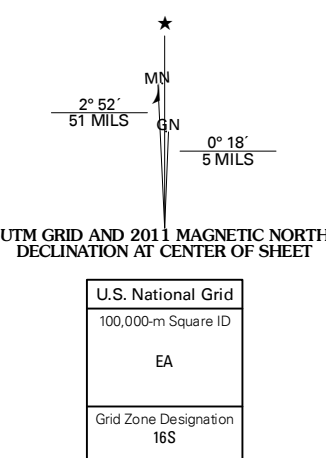 MN
2° 52´
51 MILS
GN
0° 18´
5 MILS
UTM GRID AND 2011 MAGNETIC NORTH
DECLINATION AT CENTER OF SHEET
U.S. National Grid
100,000-m Square ID
EA
Grid Zone Designation
16S